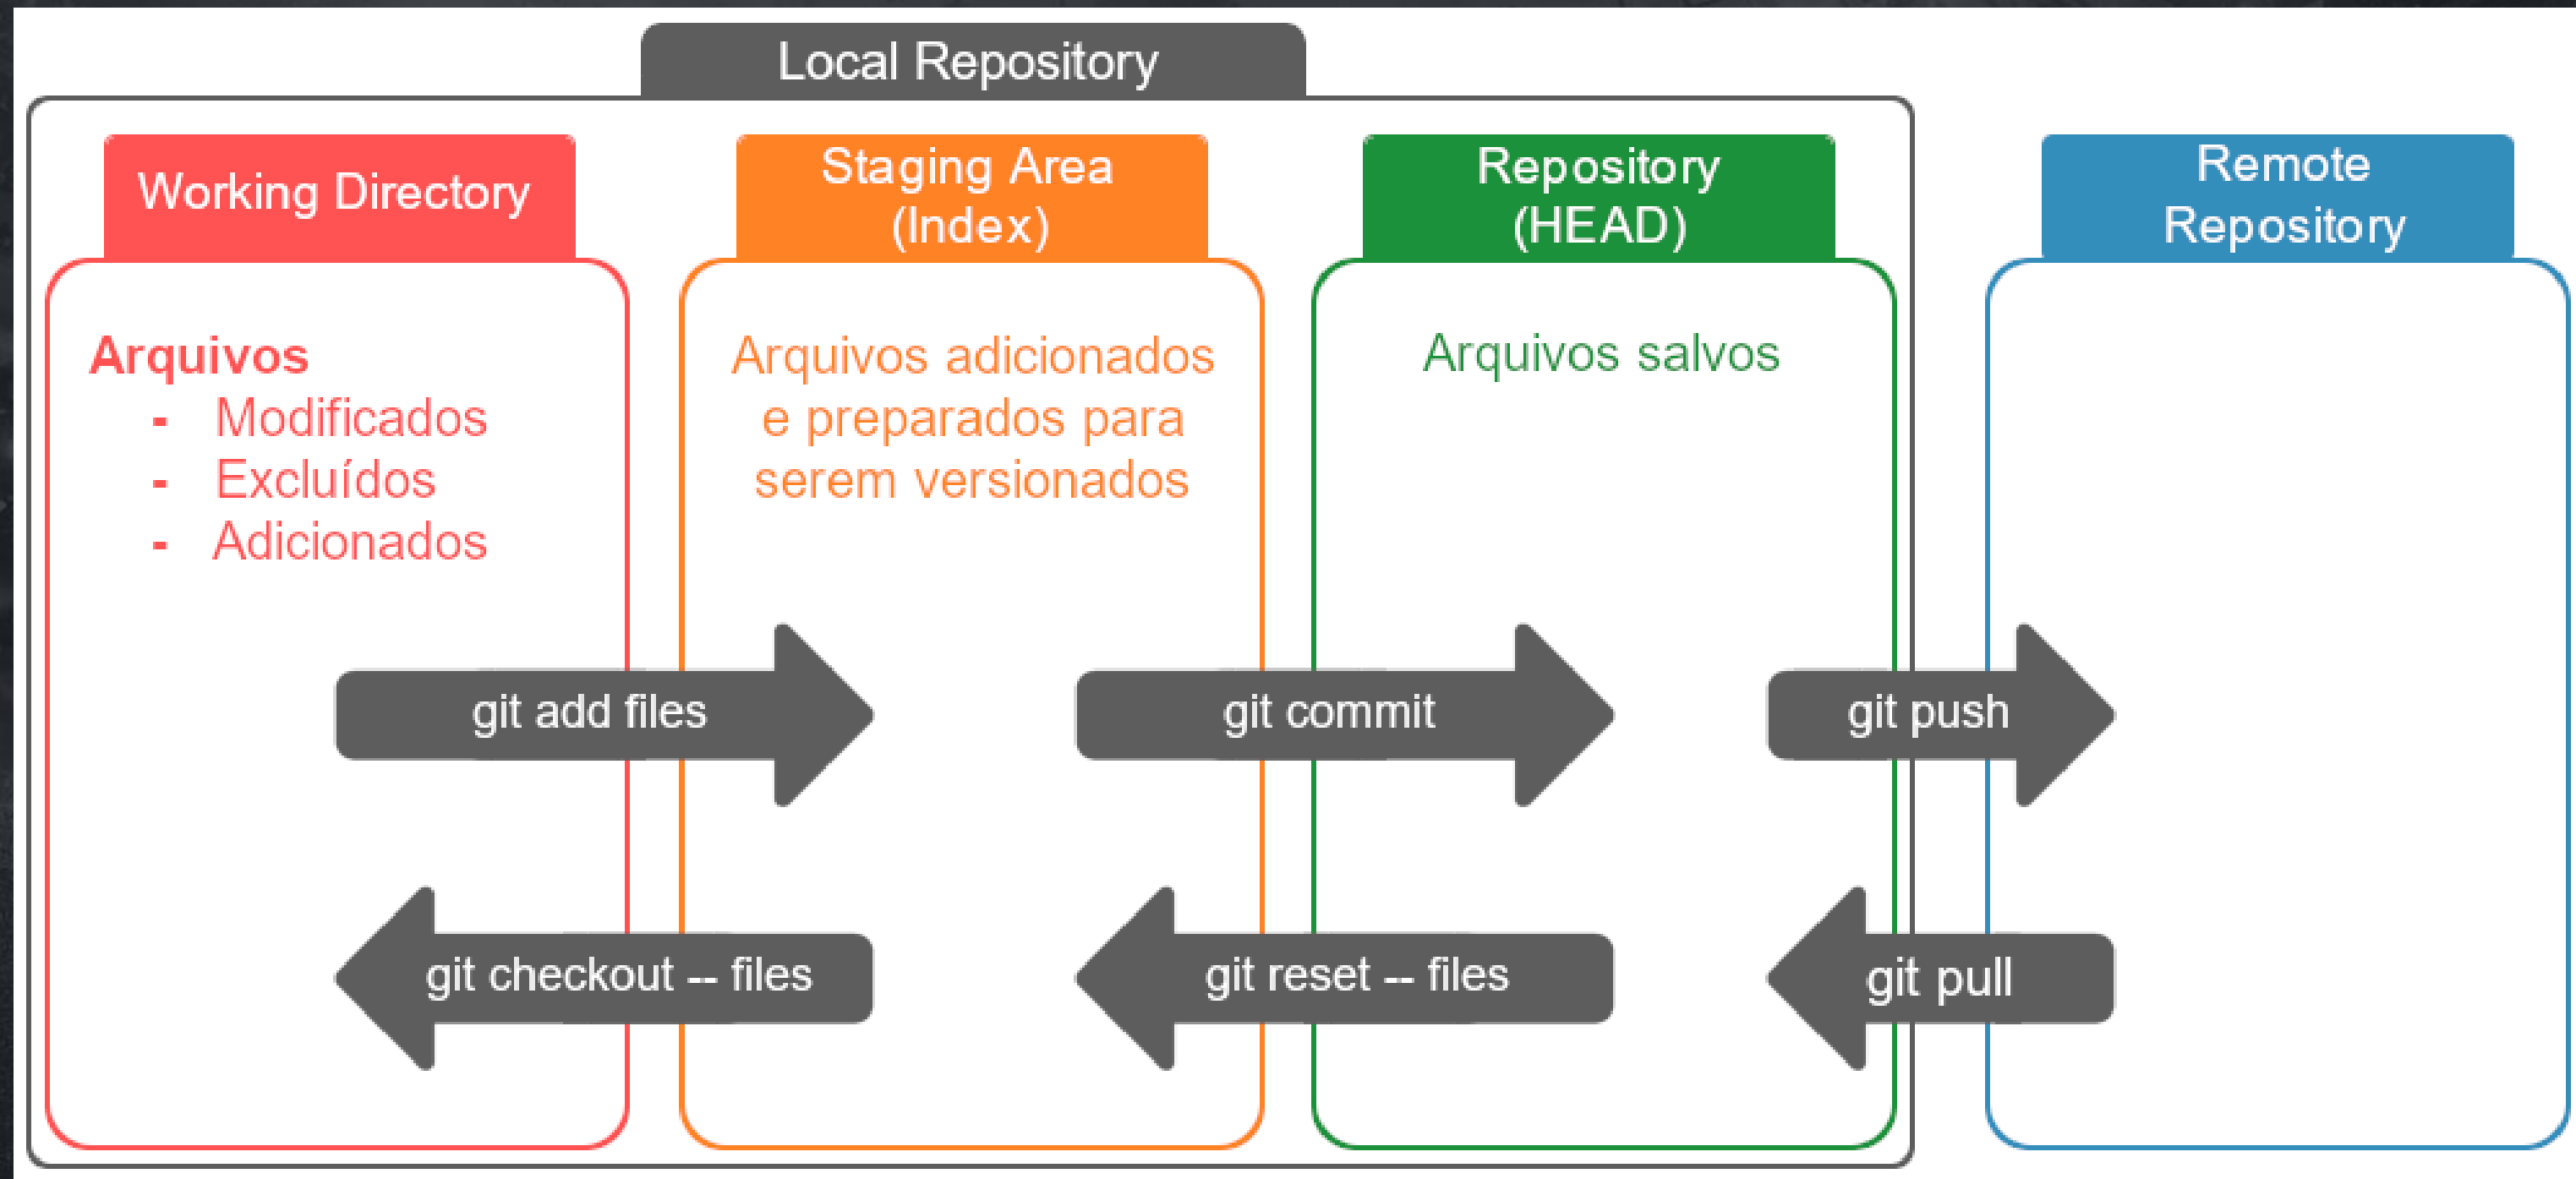 Local Repository
Working Directory
Staging Area
(Index)
Repository
(HEAD)
Remote
Repository
Arquivos
- Modificados
- Excluídos
- Adicionados
Arquivos adicionados
e preparados para
serem versionados
Arquivos salvos
git add files
git commit
git push
git checkout -- files
git reset -- files
git pull